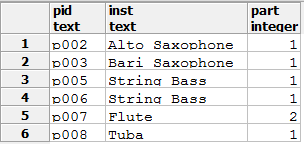 pid inst part
text text integer
1 p002 Alto Saxophone 1
2 p003 Bari Saxophone 1
3 p005 String Bass 1
4 p006 String Bass 1
5 p007 Flute 2
6 p008 Tuba 1